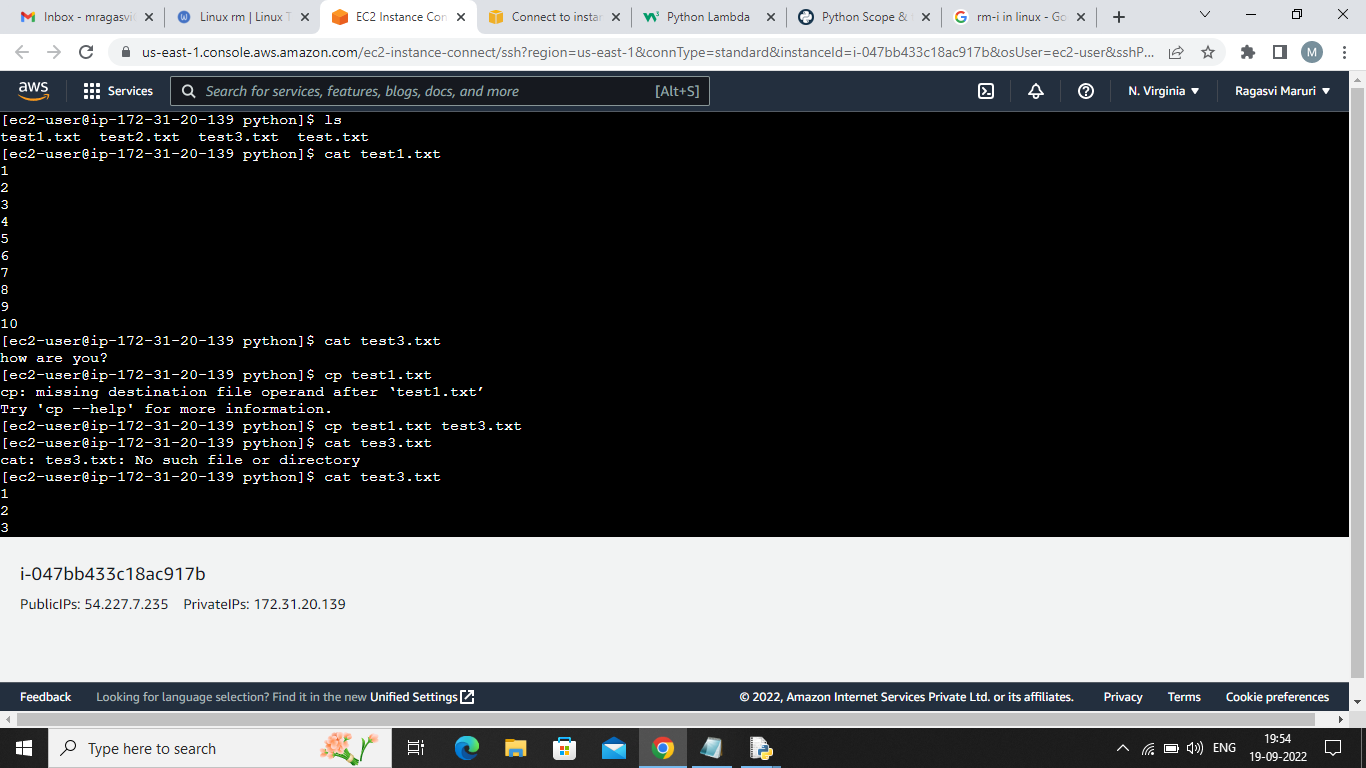 Inbox - mragasvi
Linux rm | Linux T
EC2 Instance Con
Connect to instan
Python Lambda
Python Scope &
rm-i in linux - Go
us-east-1.console.aws.amazon.com/ec2-instance-connect/ssh?region=us-east-1&connType=standard&instanceId=i-047bb433c18ac917b&osUser=ec2-user&sshP...
M
aws
Services
Search for services, features, blogs, docs, and more
[Alt+S]
N. Virginia
Ragasvi Maruri
[ec2-user@ip-172-31-20-139 python]$ ls
test1.txt  test2.txt  test3.txt  test.txt
[ec2-user@ip-172-31-20-139 python]$ cat test1.txt
1
2
3
4
5
6
7
8
9
10
[ec2-user@ip-172-31-20-139 python]$ cat test3.txt
how are you?
[ec2-user@ip-172-31-20-139 python]$ cp test1.txt
cp: missing destination file operand after ‘test1.txt’
Try 'cp --help' for more information.
[ec2-user@ip-172-31-20-139 python]$ cp test1.txt test3.txt
[ec2-user@ip-172-31-20-139 python]$ cat tes3.txt
cat: tes3.txt: No such file or directory
[ec2-user@ip-172-31-20-139 python]$ cat test3.txt
1
2
3
i-047bb433c18ac917b
PublicIPs: 54.227.7.235 PrivateIPs: 172.31.20.139
Feedback
Looking for language selection? Find it in the new Unified Settings
© 2022, Amazon Internet Services Private Ltd. or its affiliates.
Privacy
Terms
Cookie preferences
Type here to search
ENG
19:54
19-09-2022